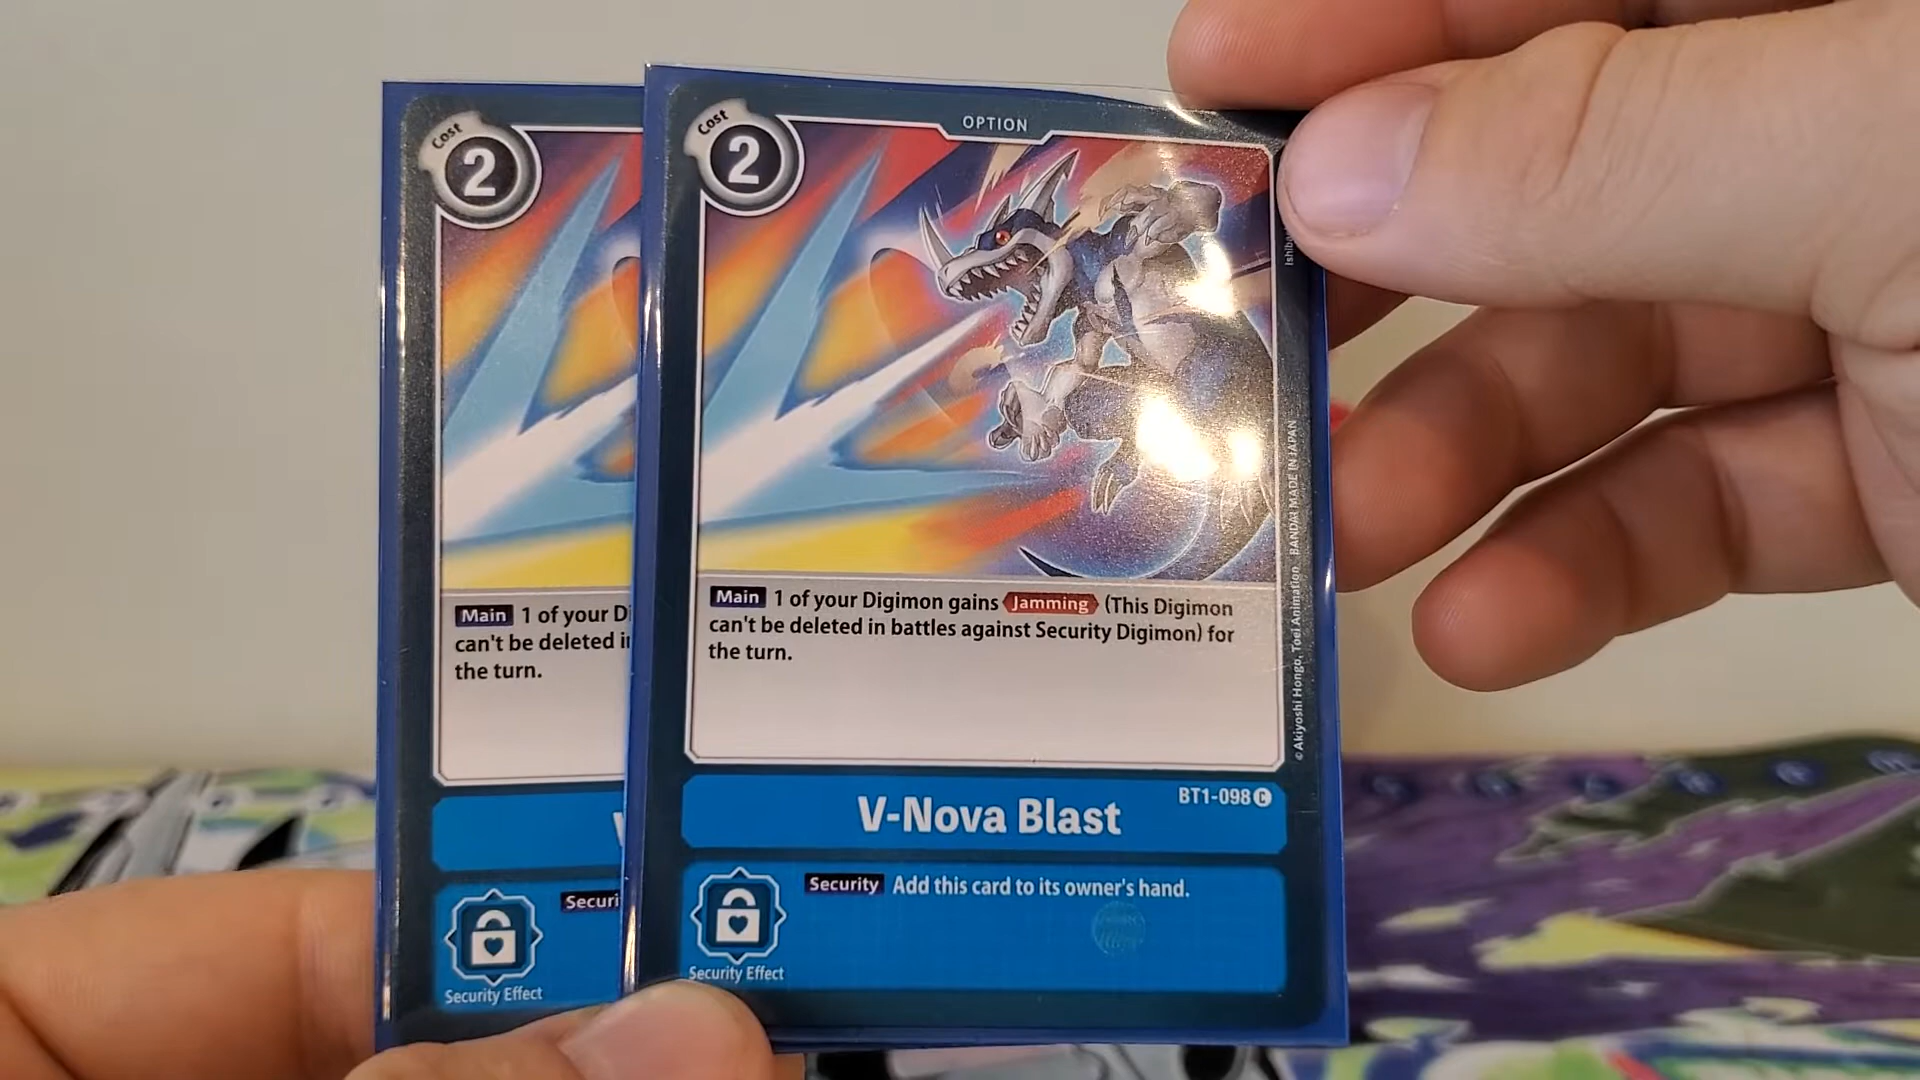 Cost
2
Main 1 of your Di
can't be deleted i
the turn.
Securi
Security Effect
Cost
2
OPTION
Main 1 of your Digimon gains Jamming (This Digimon
can't be deleted in battles against Security Digimon) for
the turn.
© Akiyoshi Hongo, Toei Animation BANDAI MADE IN JAPAN
BT1-098 C
V-Nova Blast
Security Add this card to its owner's hand.
Security Effect